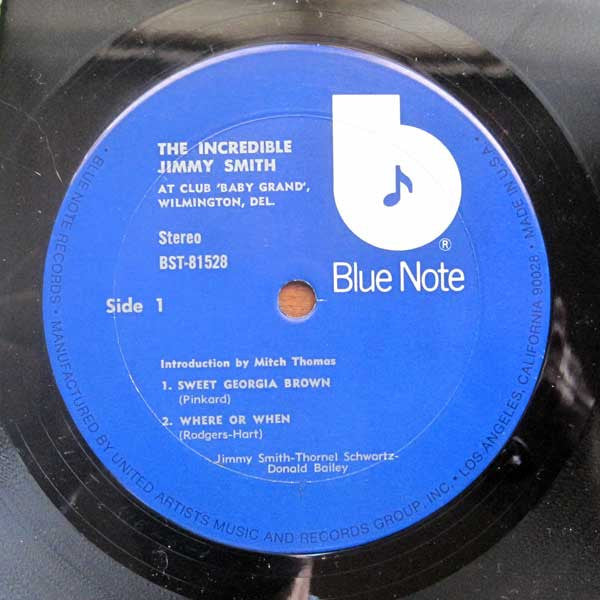 THE INCREDIBLE
JIMMY SMITH
AT CLUB 'BABY GRAND',
WILMINGTON, DEL.
Stereo
BST-81528
Side 1
b
®
Blue Note
Introduction by Mitch Thomas
1. SWEET GEORGIA BROWN
(Pinkard)
2. WHERE OR WHEN
(Rodgers-Hart)
Jimmy Smith-Thornel Schwartz-
Donald Bailey
• BLUE NOTE RECORDS • MANUFACTURED BY UNITED ARTISTS MUSIC AND RECORDS GROUP, INC. • LOS ANGELES, CALIFORNIA 90028 • MADE IN U.S.A. •